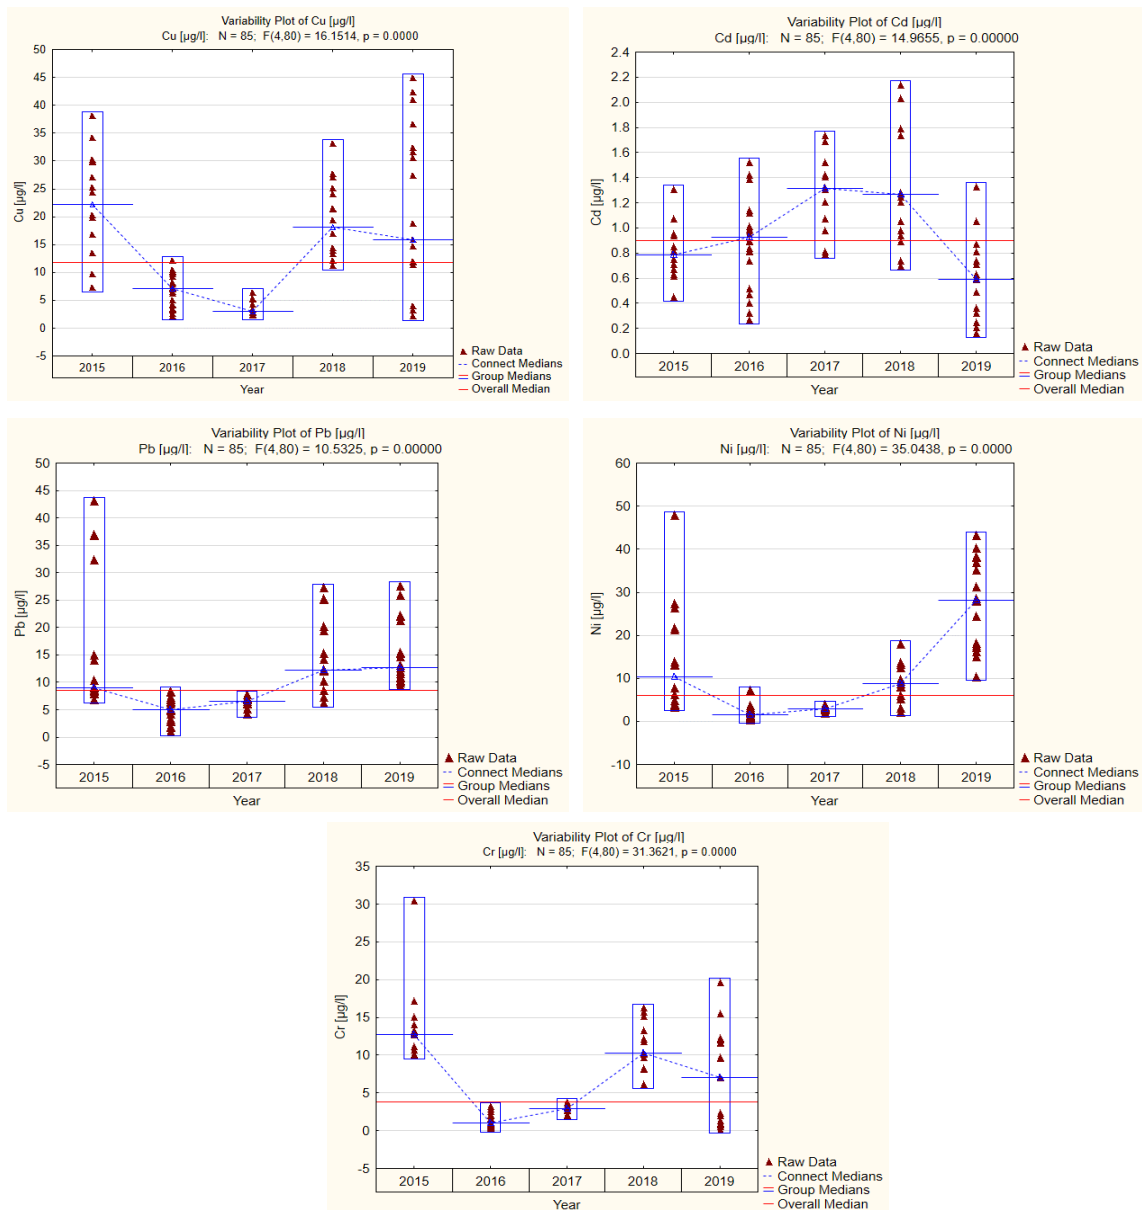 Variability Plot of Cu [µg/l]
Cu [µg/l]: N = 85; F(4,80) = 16.1514, p = 0.0000
50
45
40
35
30
25
20
15
10
5
0
-5
Cu [µg/l]
2015 2016 2017 2018 2019
Year
Raw Data
Connect Medians
Group Medians
Overall Median
Variability Plot of Cd [µg/l]
Cd [µg/l]: N = 85; F(4,80) = 14.9655, p = 0.00000
2.4
2.2
2.0
1.8
1.6
1.4
1.2
1.0
0.8
0.6
0.4
0.2
0.0
Cd [µg/l]
2015 2016 2017 2018 2019
Year
Raw Data
Connect Medians
Group Medians
Overall Median
Variability Plot of Pb [µg/l]
Pb [µg/l]: N = 85; F(4,80) = 10.5325, p = 0.00000
50
45
40
35
30
25
20
15
10
5
0
-5
Pb [µg/l]
2015 2016 2017 2018 2019
Year
Raw Data
Connect Medians
Group Medians
Overall Median
Variability Plot of Ni [µg/l]
Ni [µg/l]: N = 85; F(4,80) = 35.0438, p = 0.0000
60
50
40
30
20
10
0
-10
Ni [µg/l]
2015 2016 2017 2018 2019
Year
Raw Data
Connect Medians
Group Medians
Overall Median
Variability Plot of Cr [µg/l]
Cr [µg/l]: N = 85; F(4,80) = 31.3621, p = 0.0000
35
30
25
20
15
10
5
0
-5
Cr [µg/l]
2015 2016 2017 2018 2019
Year
Raw Data
Connect Medians
Group Medians
Overall Median